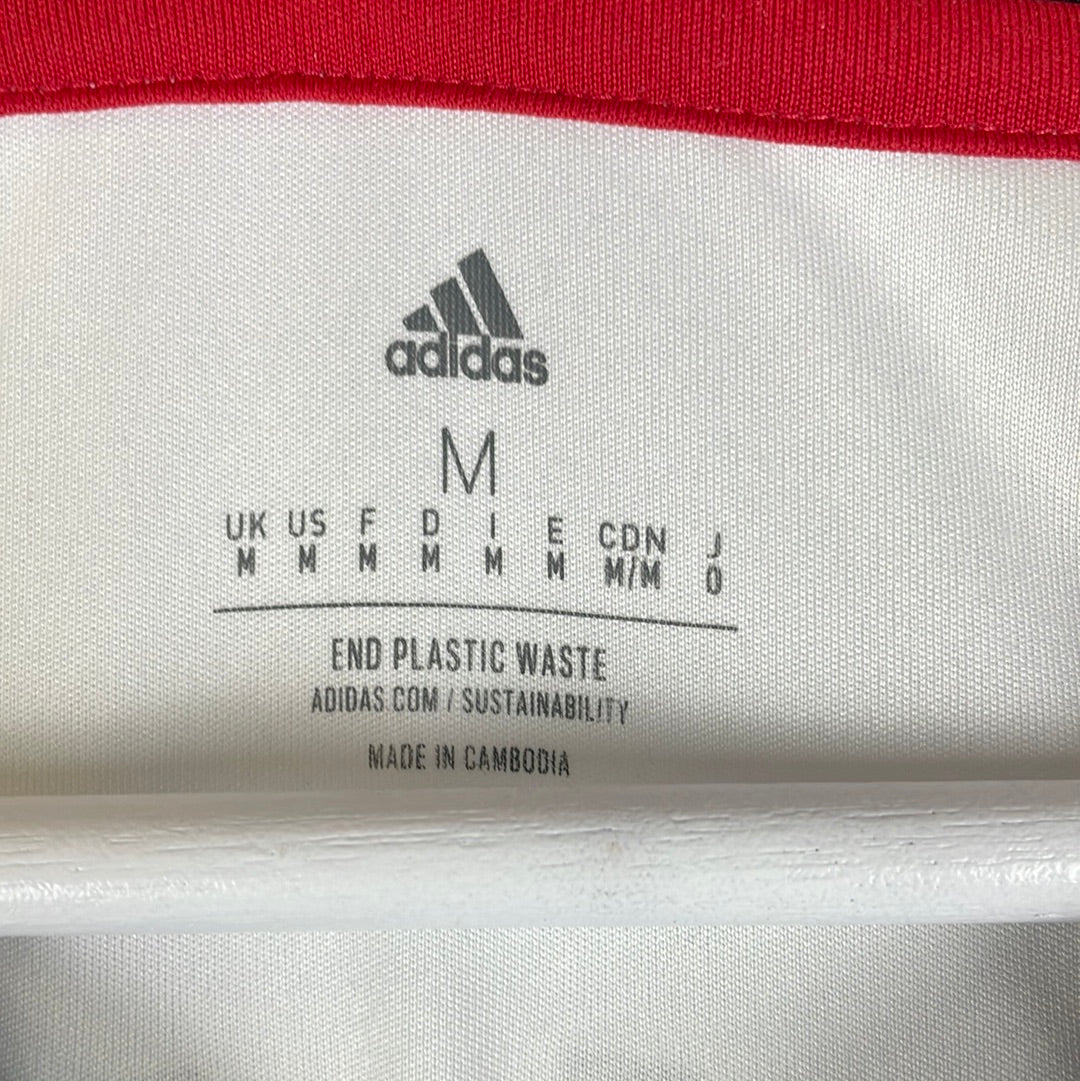 adidas
M
UK US F D I E CDN J
M M M M M M M/M O
END PLASTIC WASTE
ADIDAS.COM / SUSTAINABILITY
MADE IN CAMBODIA